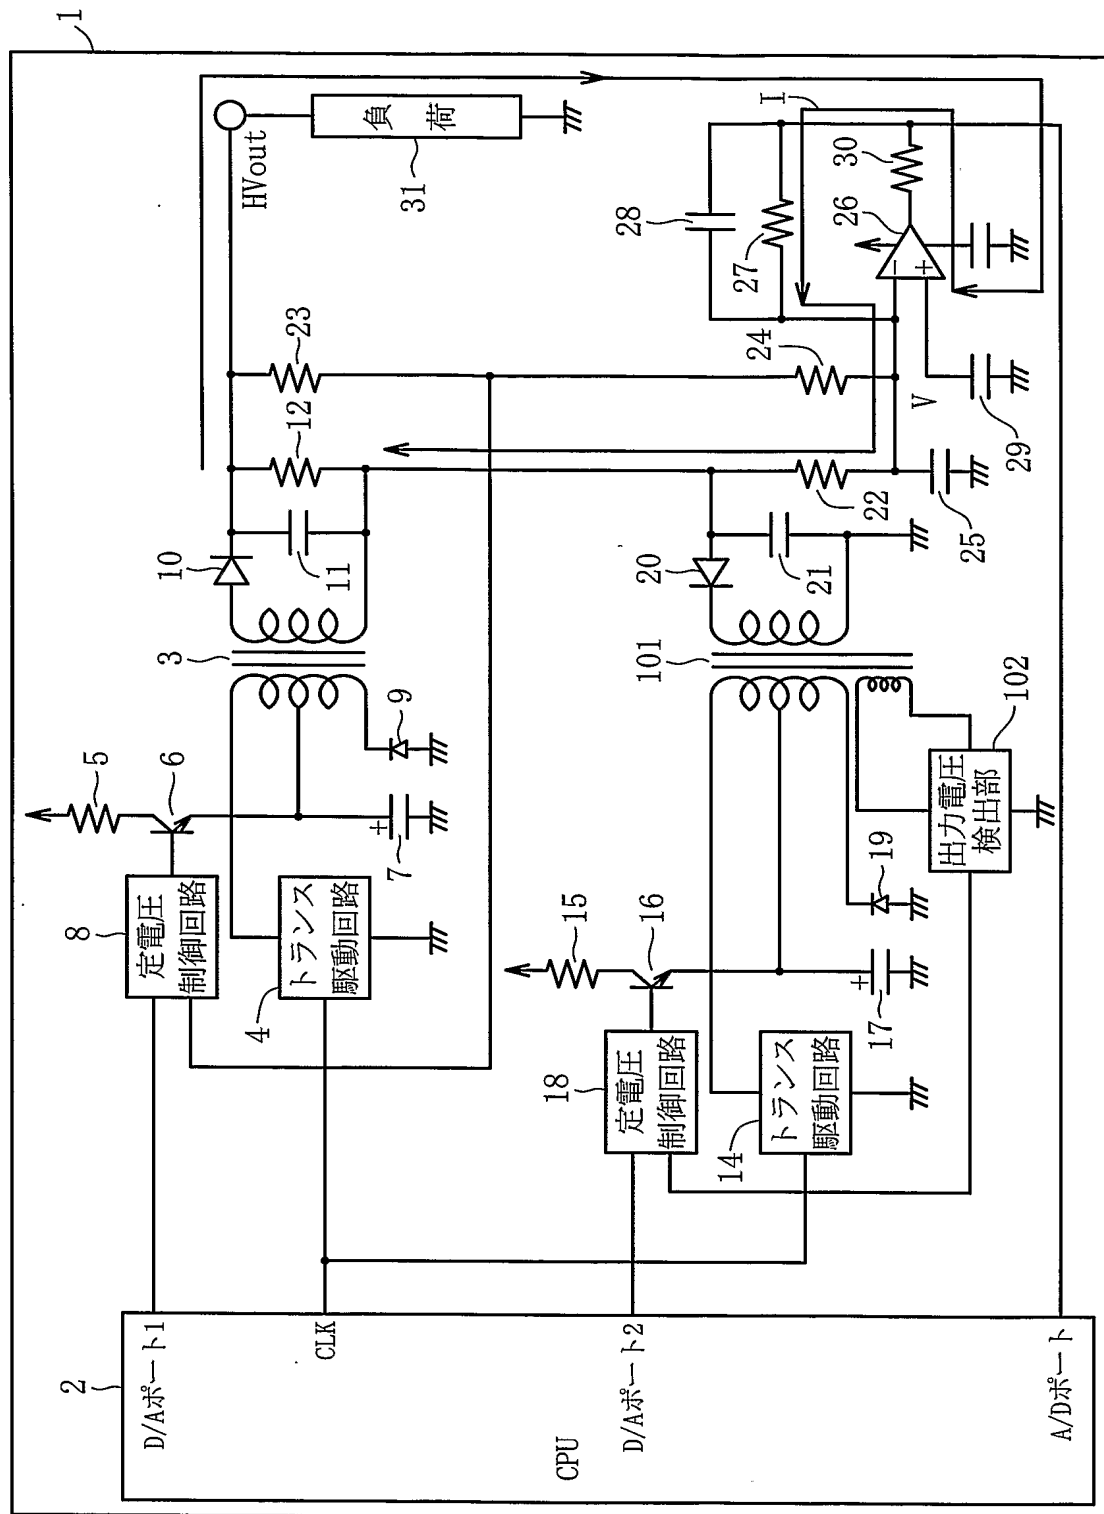 1
2
CPU
D/Aポート1
CLK
D/Aポート2
A/Dポート
8
定電圧
制御回路
5
6
7
+
4
トランス
駆動回路
9
3
10
11
12
23
HVout
負荷
31
18
定電圧
制御回路
15
16
17
+
14
トランス
駆動回路
19
101
102
出力電圧
検出部
20
21
22
24
25
V
29
26
−
+
27
28
30
I